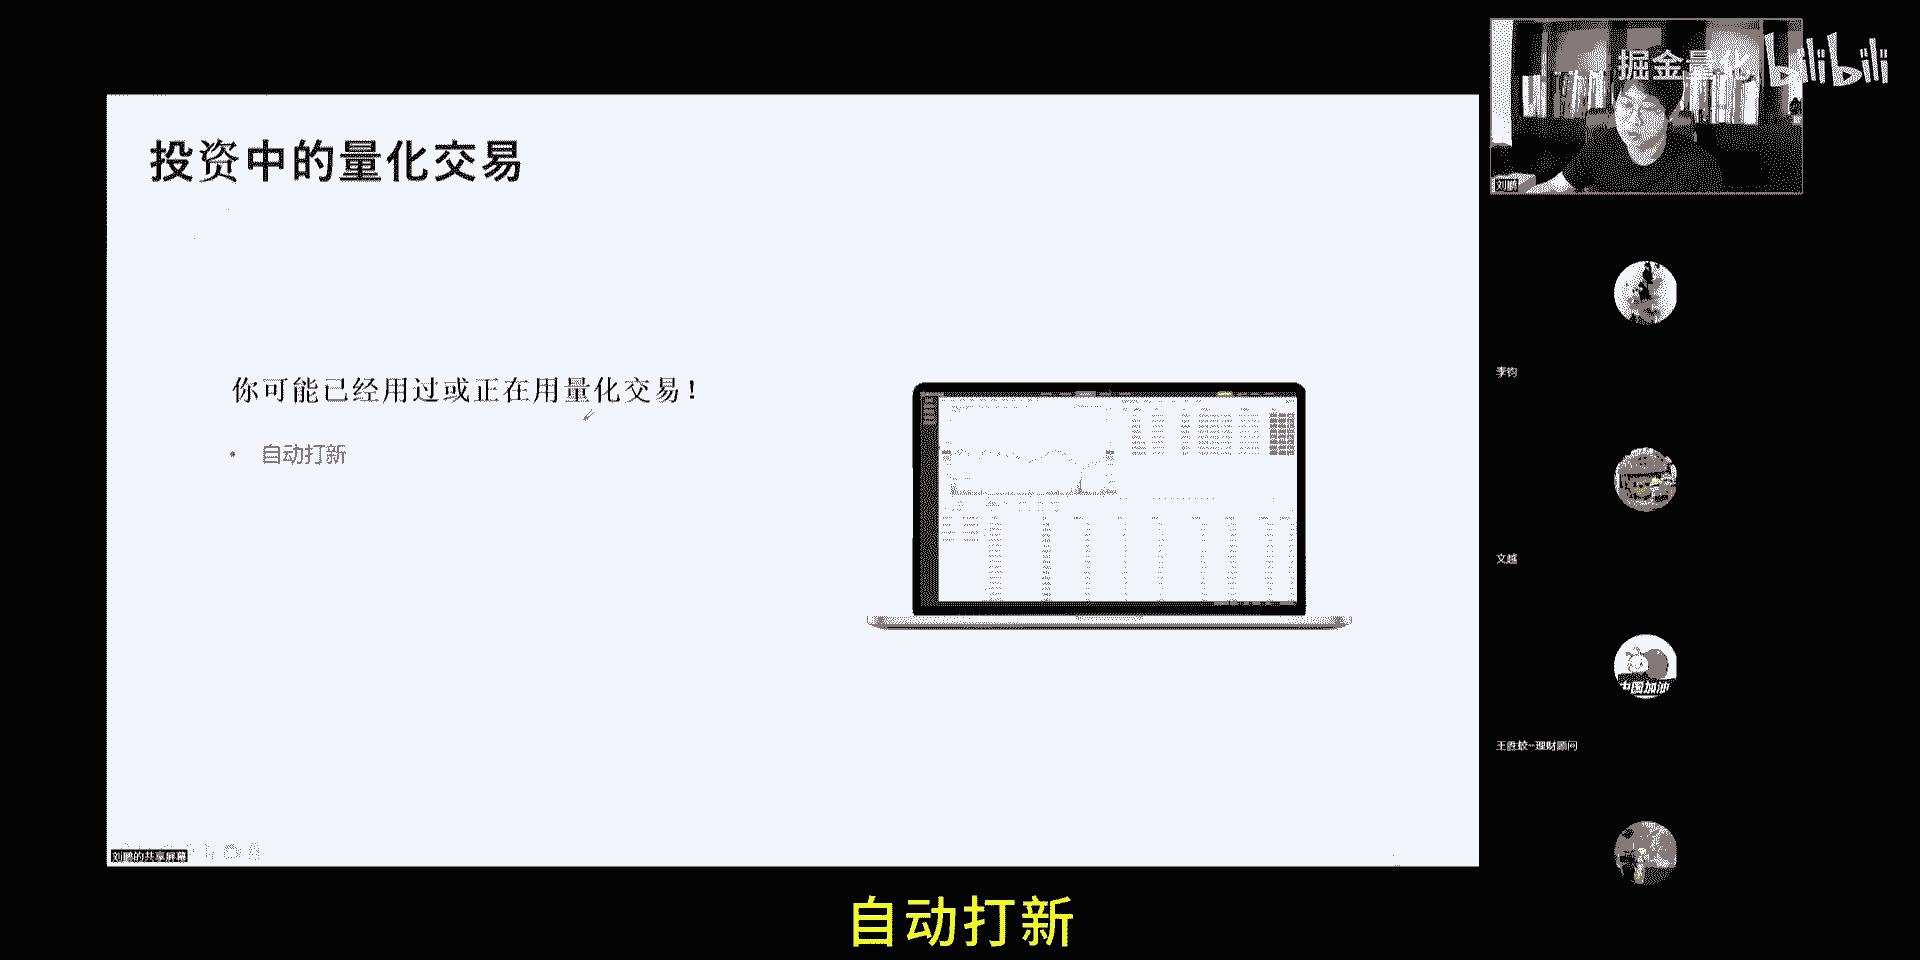 掘金量化 bilibili
投资中的量化交易
刘鹏
你可能已经用过或正在用量化交易！
• 自动打新
李钧
文越
中国加油
理财顾问
刘鹏的共享屏幕
自动打新